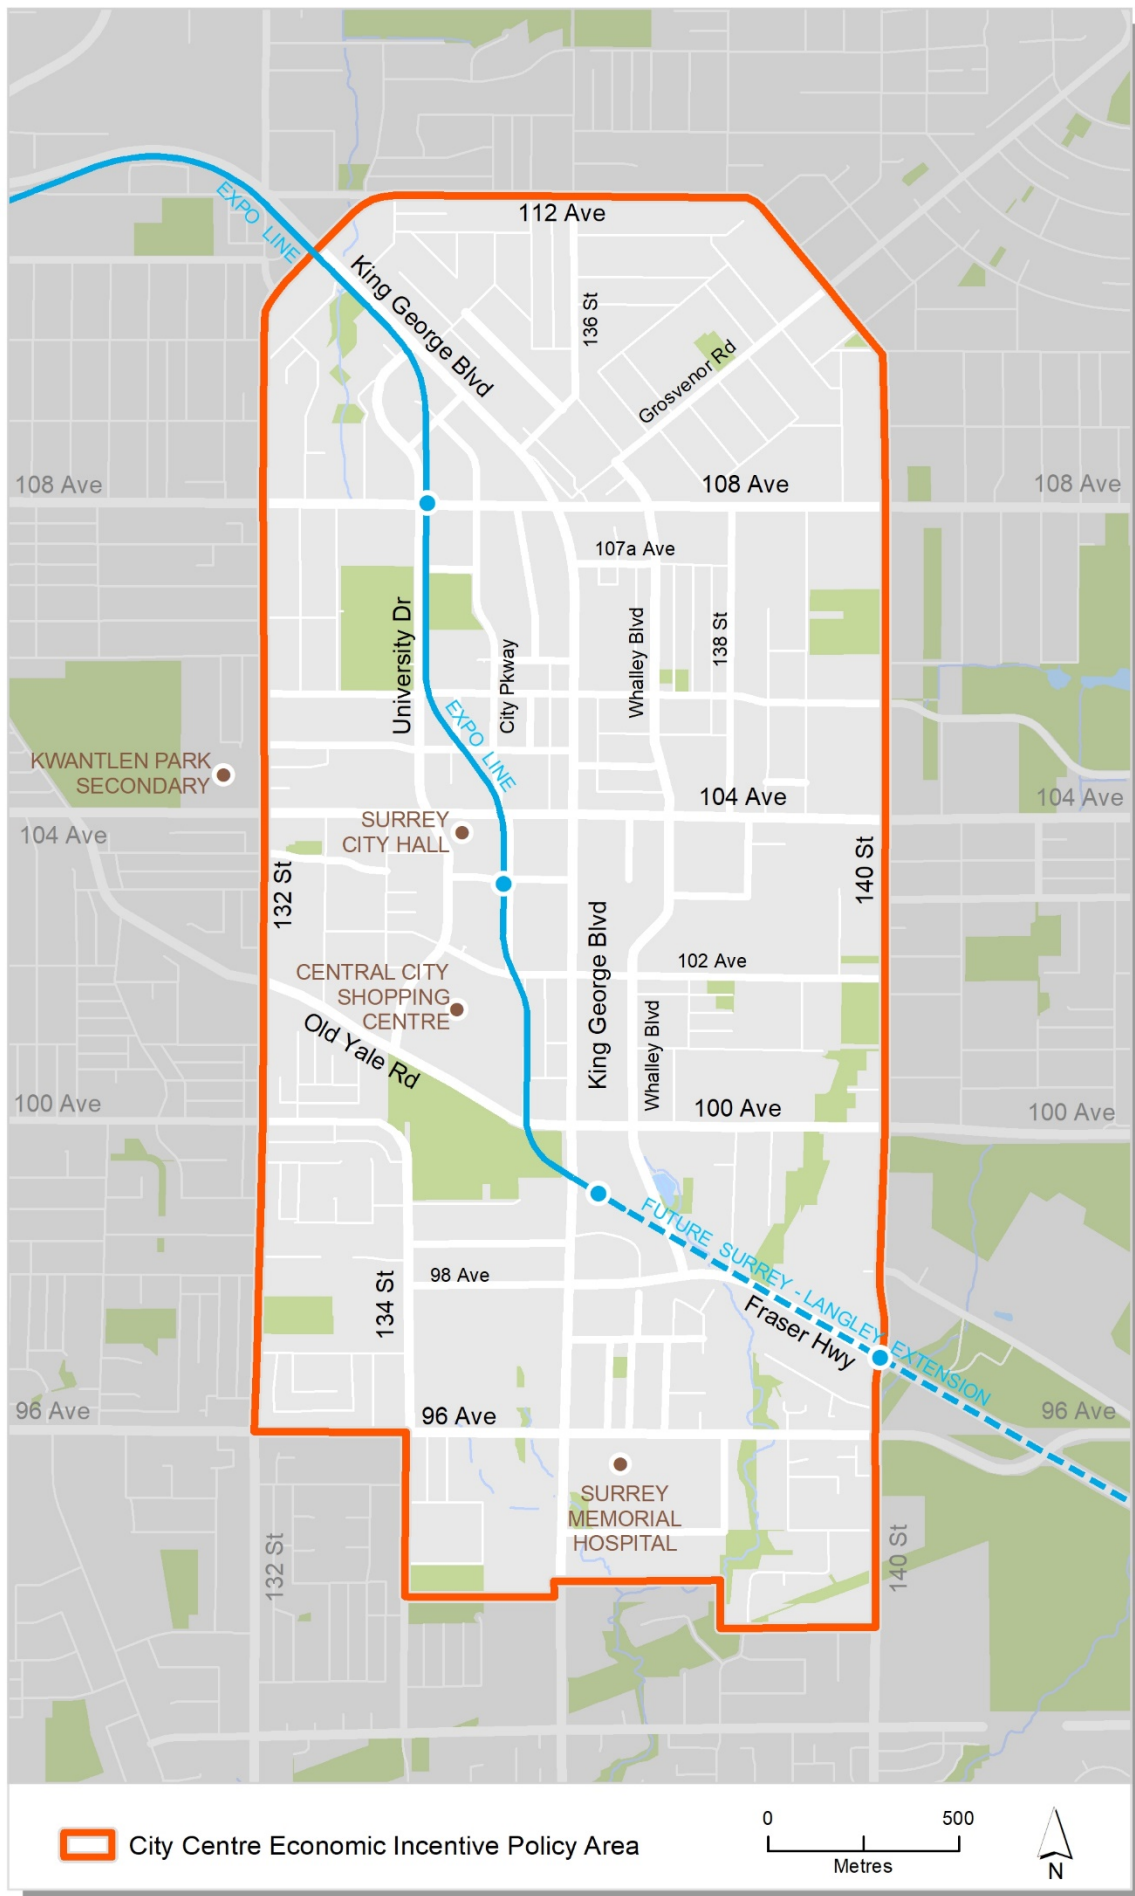 EXPO LINE
112 Ave
King George Blvd
136 St
Grosvenor Rd
108 Ave
108 Ave
108 Ave
107a Ave
University Dr
City Pkway
Whalley Blvd
138 St
EXPO LINE
KWANTLEN PARK
SECONDARY
104 Ave
104 Ave
104 Ave
SURREY
CITY HALL
132 St
140 St
King George Blvd
102 Ave
CENTRAL CITY
SHOPPING
CENTRE
Old Yale Rd
Whalley Blvd
100 Ave
100 Ave
100 Ave
FUTURE SURREY - LANGLEY EXTENSION
98 Ave
134 St
Fraser Hwy
96 Ave
96 Ave
96 Ave
SURREY
MEMORIAL
HOSPITAL
132 St
140 St
City Centre Economic Incentive Policy Area
0 500
Metres
N